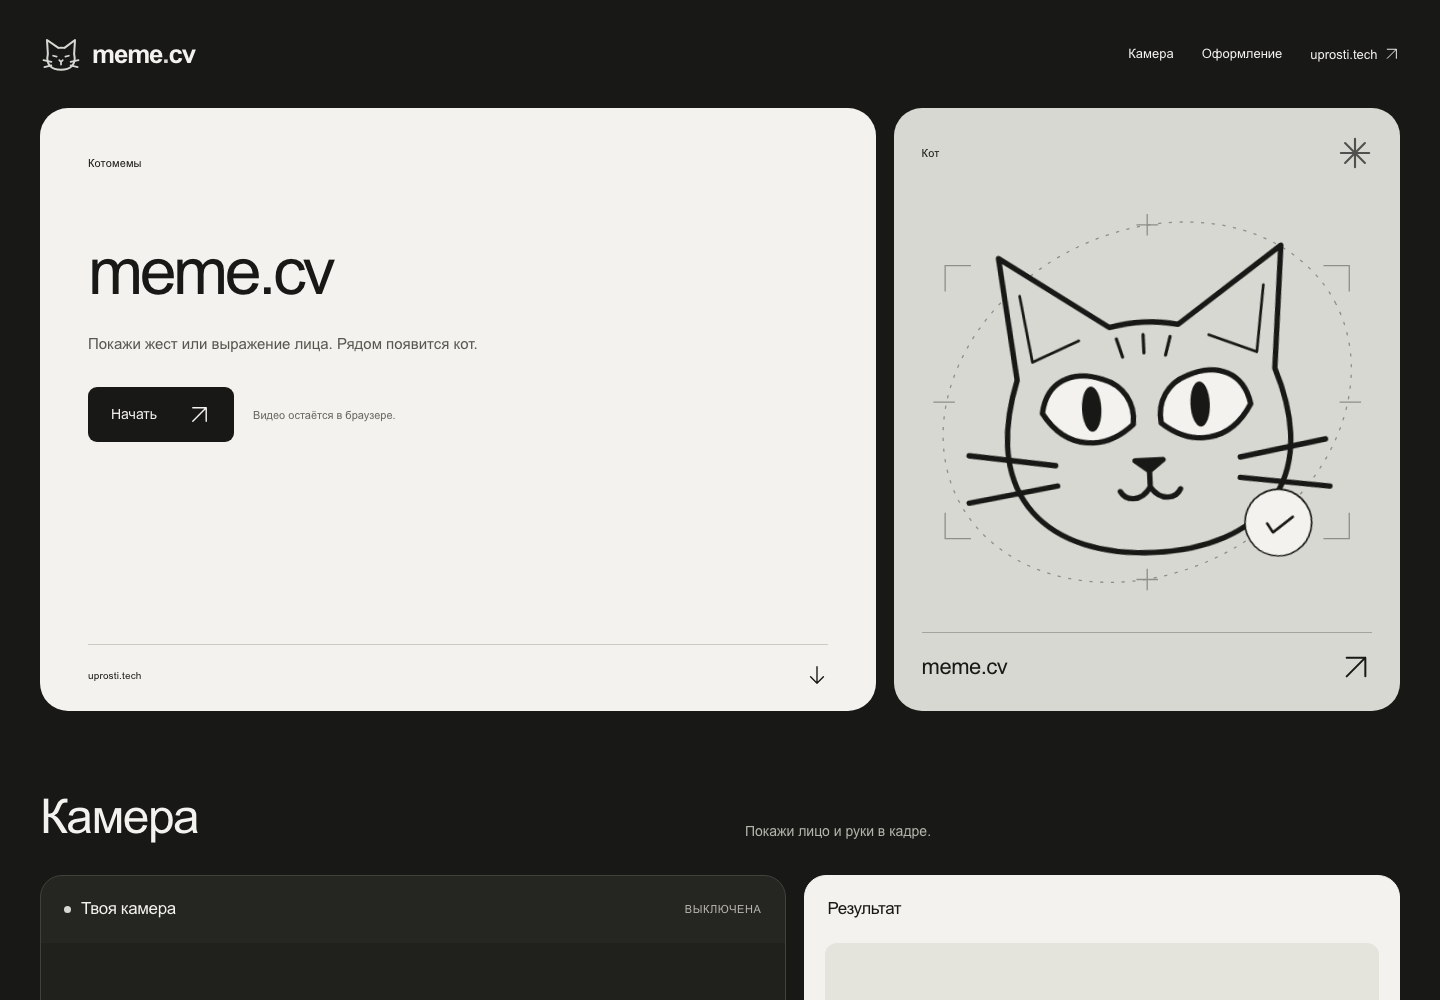 meme.cv
Камера
Оформление
uprosti.tech
Котомемы
meme.cv
Покажи жест или выражение лица. Рядом появится кот.
Начать
Видео остаётся в браузере.
uprosti.tech
Кот
meme.cv
Камера
Покажи лицо и руки в кадре.
Твоя камера
ВЫКЛЮЧЕНА
Результат